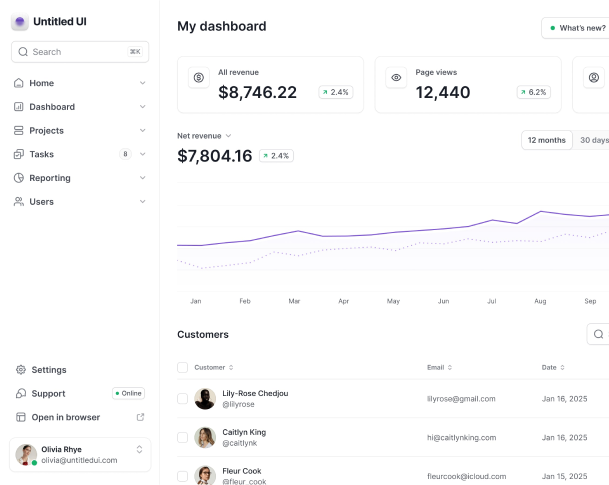 Untitled UI
Search
⌘K
Home
Dashboard
Projects
Tasks
8
Reporting
Users
Settings
Support
Online
Open in browser
Olivia Rhye
olivia@untitledui.com
My dashboard
What's new?
All revenue
$8,746.22
2.4%
Page views
12,440
6.2%
Net revenue
$7,804.16
2.4%
12 months
30 days
Jan Feb Mar Apr May Jun Jul Aug Sep
Customers
Customer Email Date
Lily-Rose Chedjou
@lilyrose
lilyrose@gmail.com
Jan 16, 2025
Caitlyn King
@caitlynk
hi@caitlynking.com
Jan 16, 2025
Fleur Cook
@fleur_cook
fleurcook@icloud.com
Jan 15, 2025